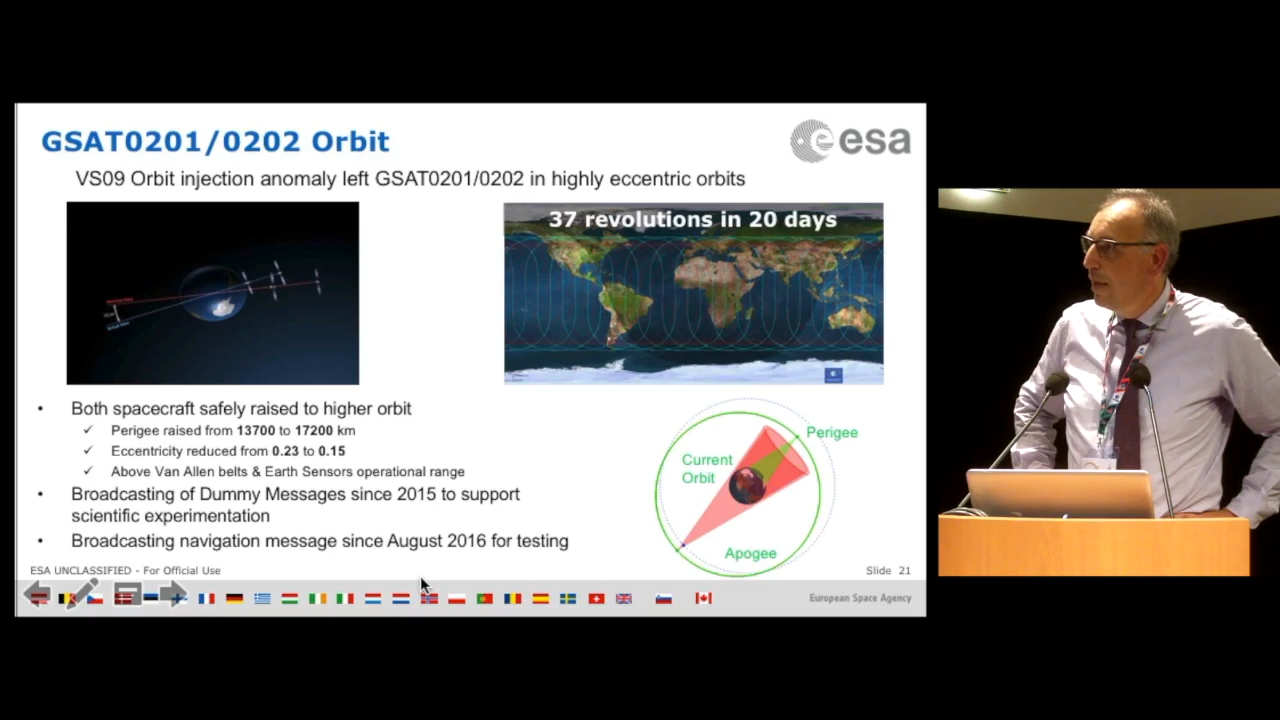 GSAT0201/0202 Orbit
esa
VS09 Orbit injection anomaly left GSAT0201/0202 in highly eccentric orbits
37 revolutions in 20 days
• Both spacecraft safely raised to higher orbit
✓ Perigee raised from 13700 to 17200 km
✓ Eccentricity reduced from 0.23 to 0.15
✓ Above Van Allen belts & Earth Sensors operational range
• Broadcasting of Dummy Messages since 2015 to support
scientific experimentation
• Broadcasting navigation message since August 2016 for testing
Perigee
Current
Orbit
Apogee
ESA UNCLASSIFIED - For Official Use
Slide 21
European Space Agency